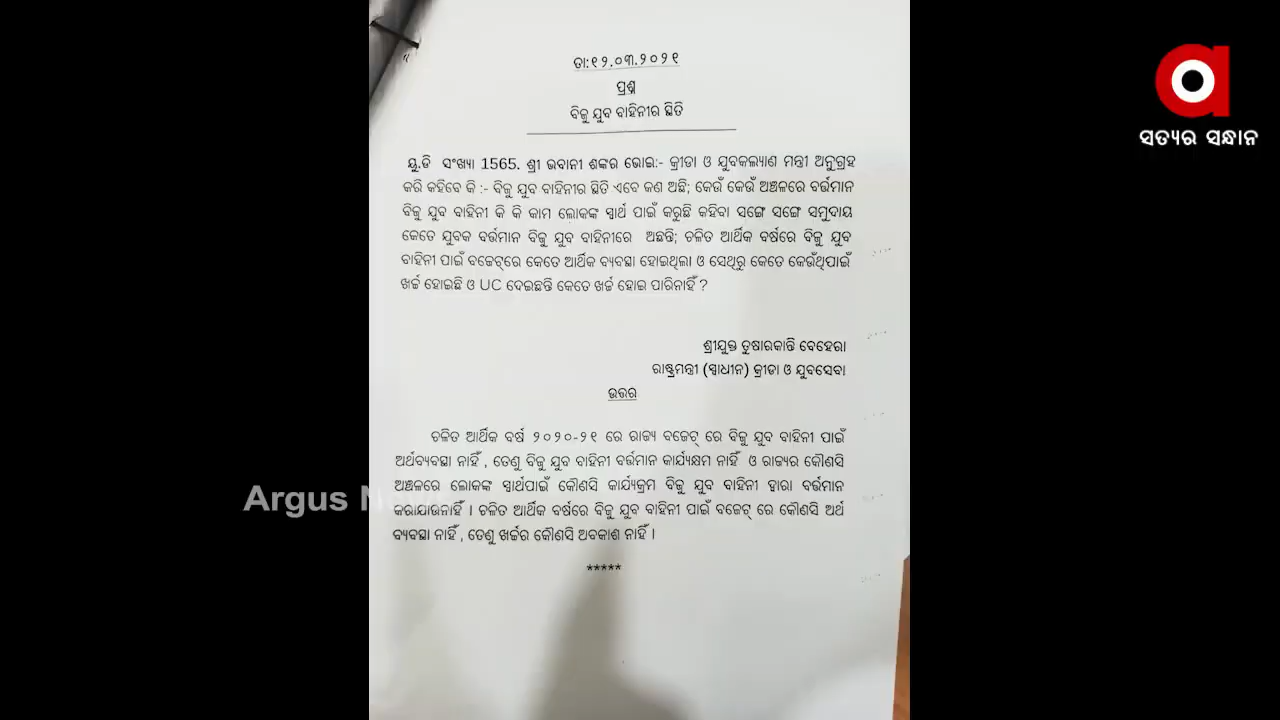 ତା:୧୨.୦୩.୨୦୨୧
ପ୍ରଶ୍ନ
ବିଜୁ ଯୁବ ବାହିନୀର ସ୍ଥିତି
ୟୁ.ଡି ସଂଖ୍ୟା 1565. ଶ୍ରୀ ଭବାନୀ ଶଙ୍କର ଭୋଇ:- କ୍ରୀଡା ଓ ଯୁବକଲ୍ୟାଣ ମନ୍ତ୍ରୀ ଅନୁଗ୍ରହ
କରି କହିବେ କି :- ବିଜୁ ଯୁବ ବାହିନୀର ସ୍ଥିତି ଏବେ କଣ ଅଛି; କେଉଁ କେଉଁ ଅଞ୍ଚଳରେ ବର୍ତ୍ତମାନ
ବିଜୁ ଯୁବ ବାହିନୀ କି କି କାମ ଲୋକଙ୍କ ସ୍ୱାର୍ଥ ପାଇଁ କରୁଛି କହିବା ସଙ୍ଗେ ସଙ୍ଗେ ସମୁଦାୟ
କେତେ ଯୁବକ ବର୍ତ୍ତମାନ ବିଜୁ ଯୁବ ବାହିନୀରେ ଅଛନ୍ତି; ଚଳିତ ଆର୍ଥିକ ବର୍ଷରେ ବିଜୁ ଯୁବ
ବାହିନୀ ପାଇଁ ବଜେଟ୍‌ରେ କେତେ ଆର୍ଥିକ ବ୍ୟବସ୍ଥା ହୋଇଥିଲା ଓ ସେଥିରୁ କେତେ କେଉଁଥିପାଇଁ
ଖର୍ଚ୍ଚ ହୋଇଛି ଓ UC ଦେଇଛନ୍ତି କେତେ ଖର୍ଚ୍ଚ ହୋଇ ପାରିନାହିଁ ?
ଶ୍ରୀଯୁକ୍ତ ତୁଷାରକାନ୍ତି ବେହେରା
ରାଷ୍ଟ୍ରମନ୍ତ୍ରୀ (ସ୍ୱାଧୀନ) କ୍ରୀଡା ଓ ଯୁବସେବା
ଉତ୍ତର
ଚଳିତ ଆର୍ଥିକ ବର୍ଷ ୨୦୨୦-୨୧ ରେ ରାଜ୍ୟ ବଜେଟ୍ ରେ ବିଜୁ ଯୁବ ବାହିନୀ ପାଇଁ
ଅର୍ଥବ୍ୟବସ୍ଥା ନାହିଁ , ତେଣୁ ବିଜୁ ଯୁବ ବାହିନୀ ବର୍ତ୍ତମାନ କାର୍ଯ୍ୟକ୍ଷମ ନାହିଁ ଓ ରାଜ୍ୟର କୌଣସି
ଅଞ୍ଚଳରେ ଲୋକଙ୍କ ସ୍ୱାର୍ଥପାଇଁ କୌଣସି କାର୍ଯ୍ୟକ୍ରମ ବିଜୁ ଯୁବ ବାହିନୀ ଦ୍ୱାରା ବର୍ତ୍ତମାନ
କରାଯାଉନାହିଁ । ଚଳିତ ଆର୍ଥିକ ବର୍ଷରେ ବିଜୁ ଯୁବ ବାହିନୀ ପାଇଁ ବଜେଟ୍ ରେ କୌଣସି ଅର୍ଥ
ବ୍ୟବସ୍ଥା ନାହିଁ , ତେଣୁ ଖର୍ଚ୍ଚର କୌଣସି ଅବକାଶ ନାହିଁ ।
*****
Argus News
ସତ୍ୟର ସନ୍ଧାନ